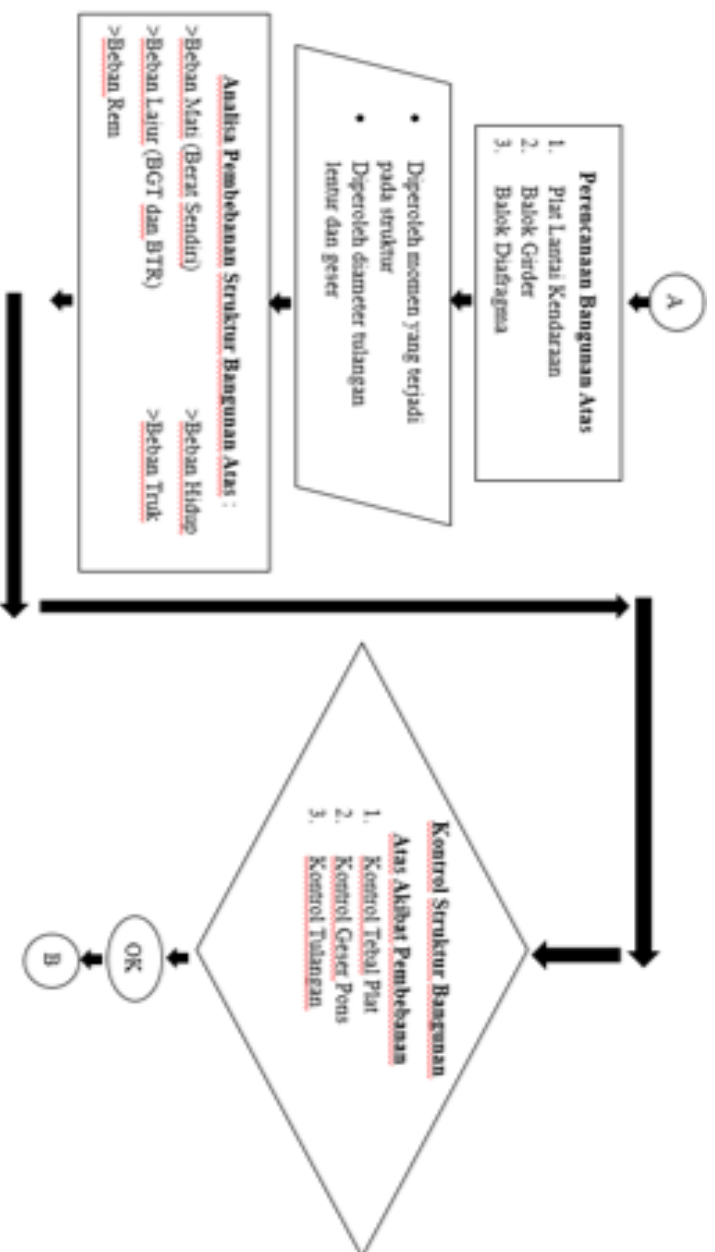 A
Perencanaan Bangunan Atas
1. Plat Lantai Kendaraan
2. Balok Girder
3. Balok Diafragma
• Diperoleh momen yang terjadi
pada struktur
• Diperoleh diameter tulangan
lentur dan geser
Analisa Pembebanan Struktur Bangunan Atas :
>Beban Mati (Berat Sendiri) >Beban Hidup
>Beban Lajur (BGT dan BTR) >Beban Truk
>Beban Rem
Kontrol Struktur Bangunan
Atas Akibat Pembebanan
1. Kontrol Tebal Plat
2. Kontrol Geser Pons
3. Kontrol Tulangan
OK
B